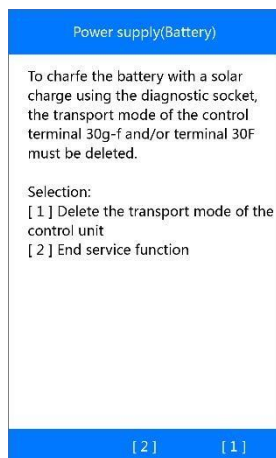 Power supply(Battery)
To charfe the battery with a solar
charge using the diagnostic socket,
the transport mode of the control
terminal 30g-f and/or terminal 30F
must be deleted.
Selection:
[ 1 ] Delete the transport mode of the
control unit
[ 2 ] End service function
[ 2 ] [ 1 ]